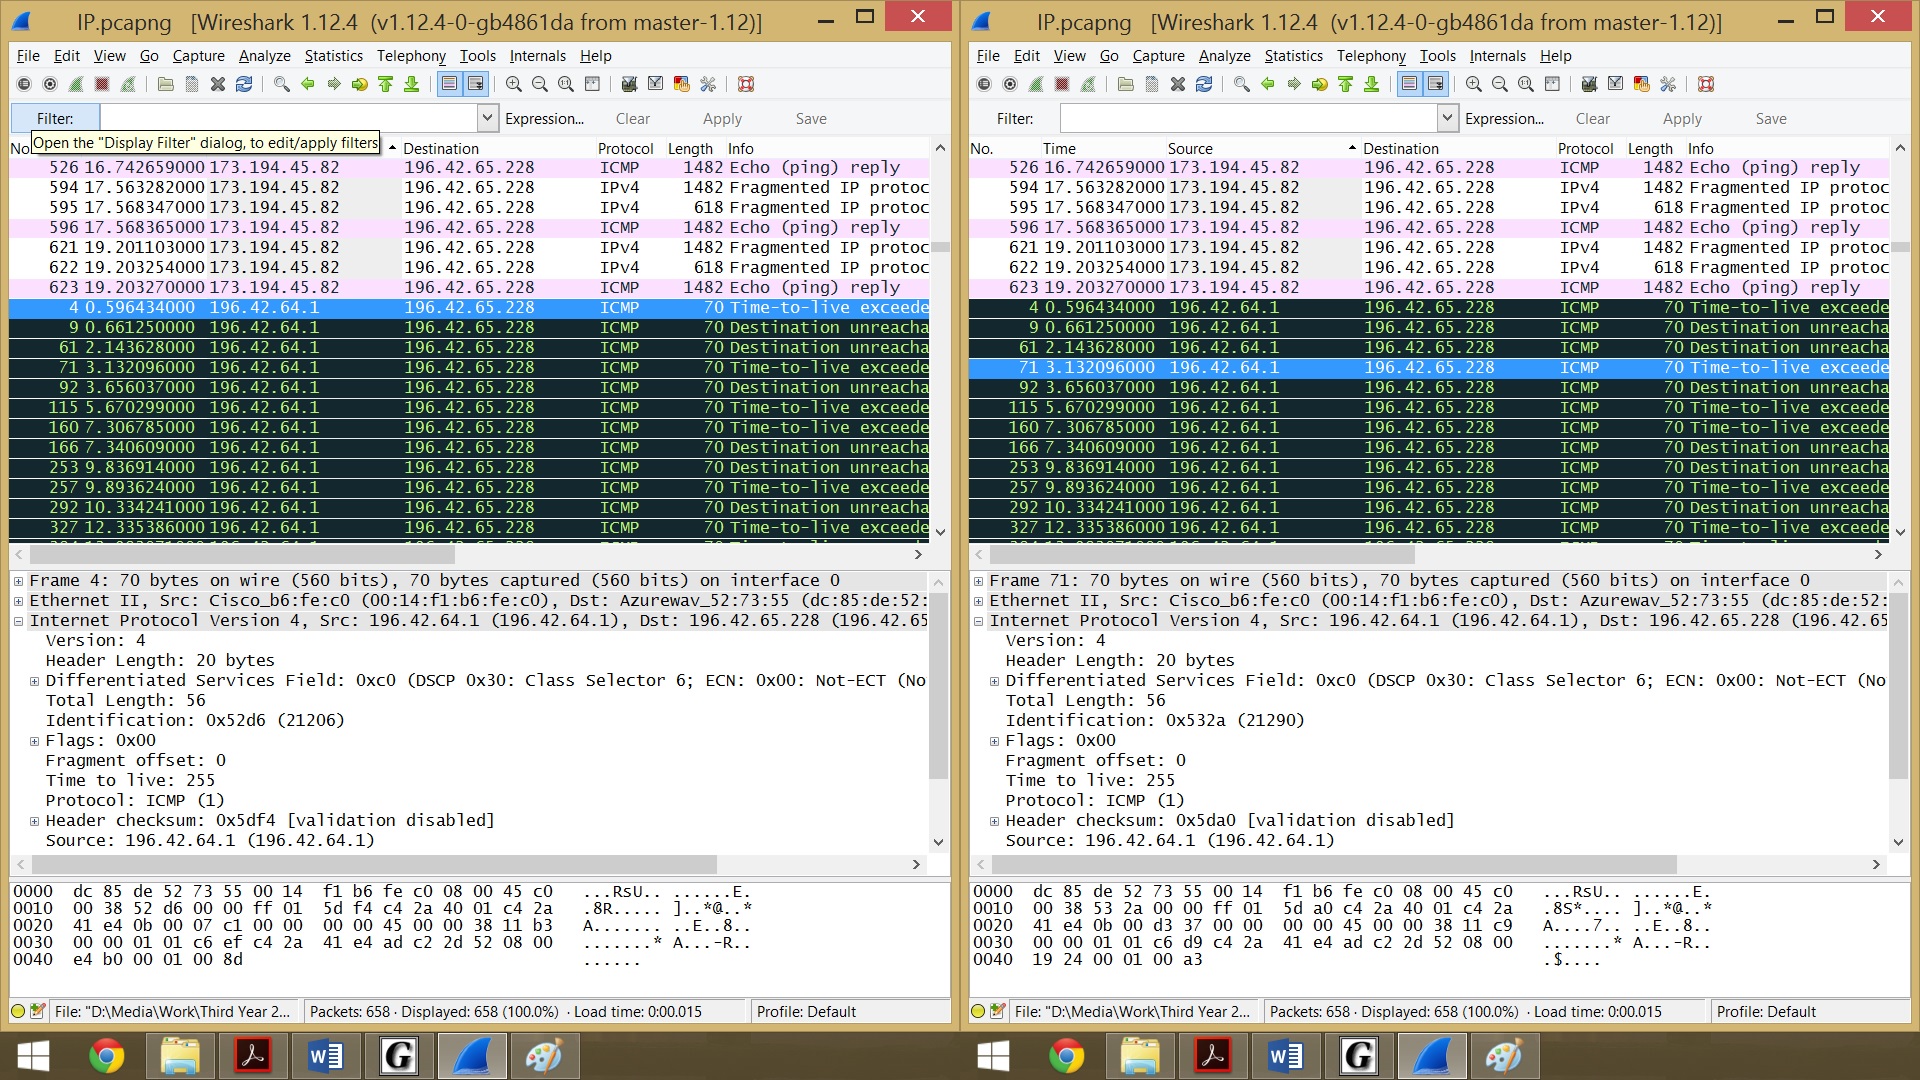 IP.pcapng [Wireshark 1.12.4 (v1.12.4-0-gb4861da from master-1.12)]
File Edit View Go Capture Analyze Statistics Telephony Tools Internals Help
Filter: Expression... Clear Apply Save
Open the "Display Filter" dialog, to edit/apply filters
No. Destination Protocol Length Info
526 16.742659000 173.194.45.82 196.42.65.228 ICMP 1482 Echo (ping) reply
594 17.563282000 173.194.45.82 196.42.65.228 IPv4 1482 Fragmented IP protoc
595 17.568347000 173.194.45.82 196.42.65.228 IPv4 618 Fragmented IP protoc
596 17.568365000 173.194.45.82 196.42.65.228 ICMP 1482 Echo (ping) reply
621 19.201103000 173.194.45.82 196.42.65.228 IPv4 1482 Fragmented IP protoc
622 19.203254000 173.194.45.82 196.42.65.228 IPv4 618 Fragmented IP protoc
623 19.203270000 173.194.45.82 196.42.65.228 ICMP 1482 Echo (ping) reply
4 0.596434000 196.42.64.1 196.42.65.228 ICMP 70 Time-to-live exceede
9 0.661250000 196.42.64.1 196.42.65.228 ICMP 70 Destination unreacha
61 2.143628000 196.42.64.1 196.42.65.228 ICMP 70 Destination unreacha
71 3.132096000 196.42.64.1 196.42.65.228 ICMP 70 Time-to-live exceede
92 3.656037000 196.42.64.1 196.42.65.228 ICMP 70 Destination unreacha
115 5.670299000 196.42.64.1 196.42.65.228 ICMP 70 Time-to-live exceede
160 7.306785000 196.42.64.1 196.42.65.228 ICMP 70 Time-to-live exceede
166 7.340609000 196.42.64.1 196.42.65.228 ICMP 70 Destination unreacha
253 9.836914000 196.42.64.1 196.42.65.228 ICMP 70 Destination unreacha
257 9.893624000 196.42.64.1 196.42.65.228 ICMP 70 Time-to-live exceede
292 10.334241000 196.42.64.1 196.42.65.228 ICMP 70 Destination unreacha
327 12.335386000 196.42.64.1 196.42.65.228 ICMP 70 Time-to-live exceede
Frame 4: 70 bytes on wire (560 bits), 70 bytes captured (560 bits) on interface 0
Ethernet II, Src: Cisco_b6:fe:c0 (00:14:f1:b6:fe:c0), Dst: Azurewav_52:73:55 (dc:85:de:52:
Internet Protocol Version 4, Src: 196.42.64.1 (196.42.64.1), Dst: 196.42.65.228 (196.42.65
Version: 4
Header Length: 20 bytes
Differentiated Services Field: 0xc0 (DSCP 0x30: Class Selector 6; ECN: 0x00: Not-ECT (No
Total Length: 56
Identification: 0x52d6 (21206)
Flags: 0x00
Fragment offset: 0
Time to live: 255
Protocol: ICMP (1)
Header checksum: 0x5df4 [validation disabled]
Source: 196.42.64.1 (196.42.64.1)
0000 dc 85 de 52 73 55 00 14 f1 b6 fe c0 08 00 45 c0 ...RsU.. ......E.
0010 00 38 52 d6 00 00 ff 01 5d f4 c4 2a 40 01 c4 2a .8R..... ]..*@..*
0020 41 e4 0b 00 07 c1 00 00 00 00 45 00 00 38 11 b3 A....... ..E..8..
0030 00 00 01 01 c6 ef c4 2a 41 e4 ad c2 2d 52 08 00 .......* A...-R..
0040 e4 b0 00 01 00 8d ......
File: "D:\Media\Work\Third Year 2... Packets: 658 · Displayed: 658 (100.0%) · Load time: 0:00.015 Profile: Default
IP.pcapng [Wireshark 1.12.4 (v1.12.4-0-gb4861da from master-1.12)]
File Edit View Go Capture Analyze Statistics Telephony Tools Internals Help
Filter: Expression... Clear Apply Save
No. Time Source Destination Protocol Length Info
526 16.742659000 173.194.45.82 196.42.65.228 ICMP 1482 Echo (ping) reply
594 17.563282000 173.194.45.82 196.42.65.228 IPv4 1482 Fragmented IP protoc
595 17.568347000 173.194.45.82 196.42.65.228 IPv4 618 Fragmented IP protoc
596 17.568365000 173.194.45.82 196.42.65.228 ICMP 1482 Echo (ping) reply
621 19.201103000 173.194.45.82 196.42.65.228 IPv4 1482 Fragmented IP protoc
622 19.203254000 173.194.45.82 196.42.65.228 IPv4 618 Fragmented IP protoc
623 19.203270000 173.194.45.82 196.42.65.228 ICMP 1482 Echo (ping) reply
4 0.596434000 196.42.64.1 196.42.65.228 ICMP 70 Time-to-live exceede
9 0.661250000 196.42.64.1 196.42.65.228 ICMP 70 Destination unreacha
61 2.143628000 196.42.64.1 196.42.65.228 ICMP 70 Destination unreacha
71 3.132096000 196.42.64.1 196.42.65.228 ICMP 70 Time-to-live exceede
92 3.656037000 196.42.64.1 196.42.65.228 ICMP 70 Destination unreacha
115 5.670299000 196.42.64.1 196.42.65.228 ICMP 70 Time-to-live exceede
160 7.306785000 196.42.64.1 196.42.65.228 ICMP 70 Time-to-live exceede
166 7.340609000 196.42.64.1 196.42.65.228 ICMP 70 Destination unreacha
253 9.836914000 196.42.64.1 196.42.65.228 ICMP 70 Destination unreacha
257 9.893624000 196.42.64.1 196.42.65.228 ICMP 70 Time-to-live exceede
292 10.334241000 196.42.64.1 196.42.65.228 ICMP 70 Destination unreacha
327 12.335386000 196.42.64.1 196.42.65.228 ICMP 70 Time-to-live exceede
Frame 71: 70 bytes on wire (560 bits), 70 bytes captured (560 bits) on interface 0
Ethernet II, Src: Cisco_b6:fe:c0 (00:14:f1:b6:fe:c0), Dst: Azurewav_52:73:55 (dc:85:de:52:
Internet Protocol Version 4, Src: 196.42.64.1 (196.42.64.1), Dst: 196.42.65.228 (196.42.65
Version: 4
Header Length: 20 bytes
Differentiated Services Field: 0xc0 (DSCP 0x30: Class Selector 6; ECN: 0x00: Not-ECT (No
Total Length: 56
Identification: 0x532a (21290)
Flags: 0x00
Fragment offset: 0
Time to live: 255
Protocol: ICMP (1)
Header checksum: 0x5da0 [validation disabled]
Source: 196.42.64.1 (196.42.64.1)
0000 dc 85 de 52 73 55 00 14 f1 b6 fe c0 08 00 45 c0 ...RsU.. ......E.
0010 00 38 53 2a 00 00 ff 01 5d a0 c4 2a 40 01 c4 2a .8S*.... ]..*@..*
0020 41 e4 0b 00 d3 37 00 00 00 00 45 00 00 38 11 c9 A....7.. ..E..8..
0030 00 00 01 01 c6 d9 c4 2a 41 e4 ad c2 2d 52 08 00 .......* A...-R..
0040 19 24 00 01 00 a3 .$....
File: "D:\Media\Work\Third Year 2... Packets: 658 · Displayed: 658 (100.0%) · Load time: 0:00.015 Profile: Default